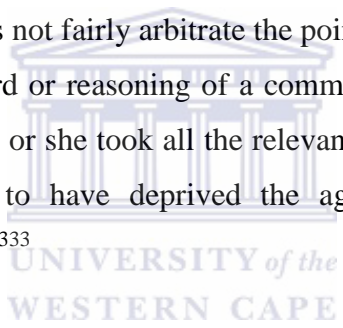 s not fairly arbitrate the poi
rd or reasoning of a comm
or she took all the relevan
to have deprived the ag
333
UNIVERSITY of the
WESTERN CAPE